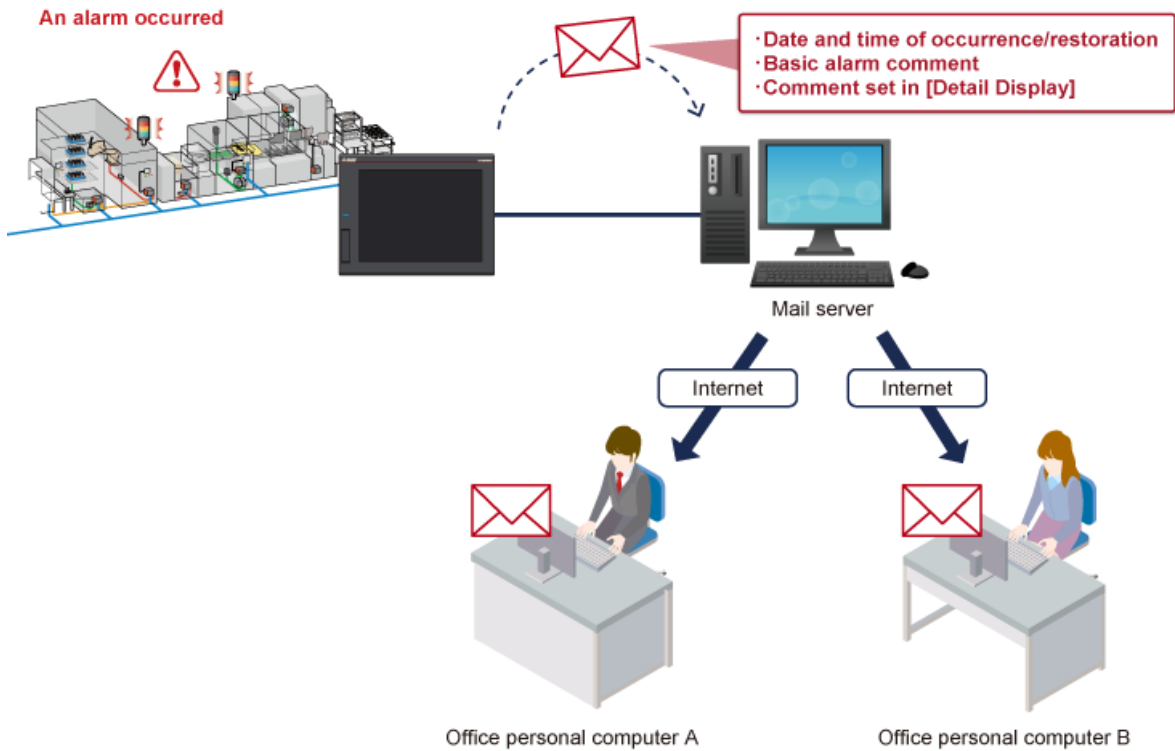 An alarm occurred
·Date and time of occurrence/restoration
·Basic alarm comment
·Comment set in [Detail Display]
Mail server
Internet
Internet
Office personal computer A
Office personal computer B